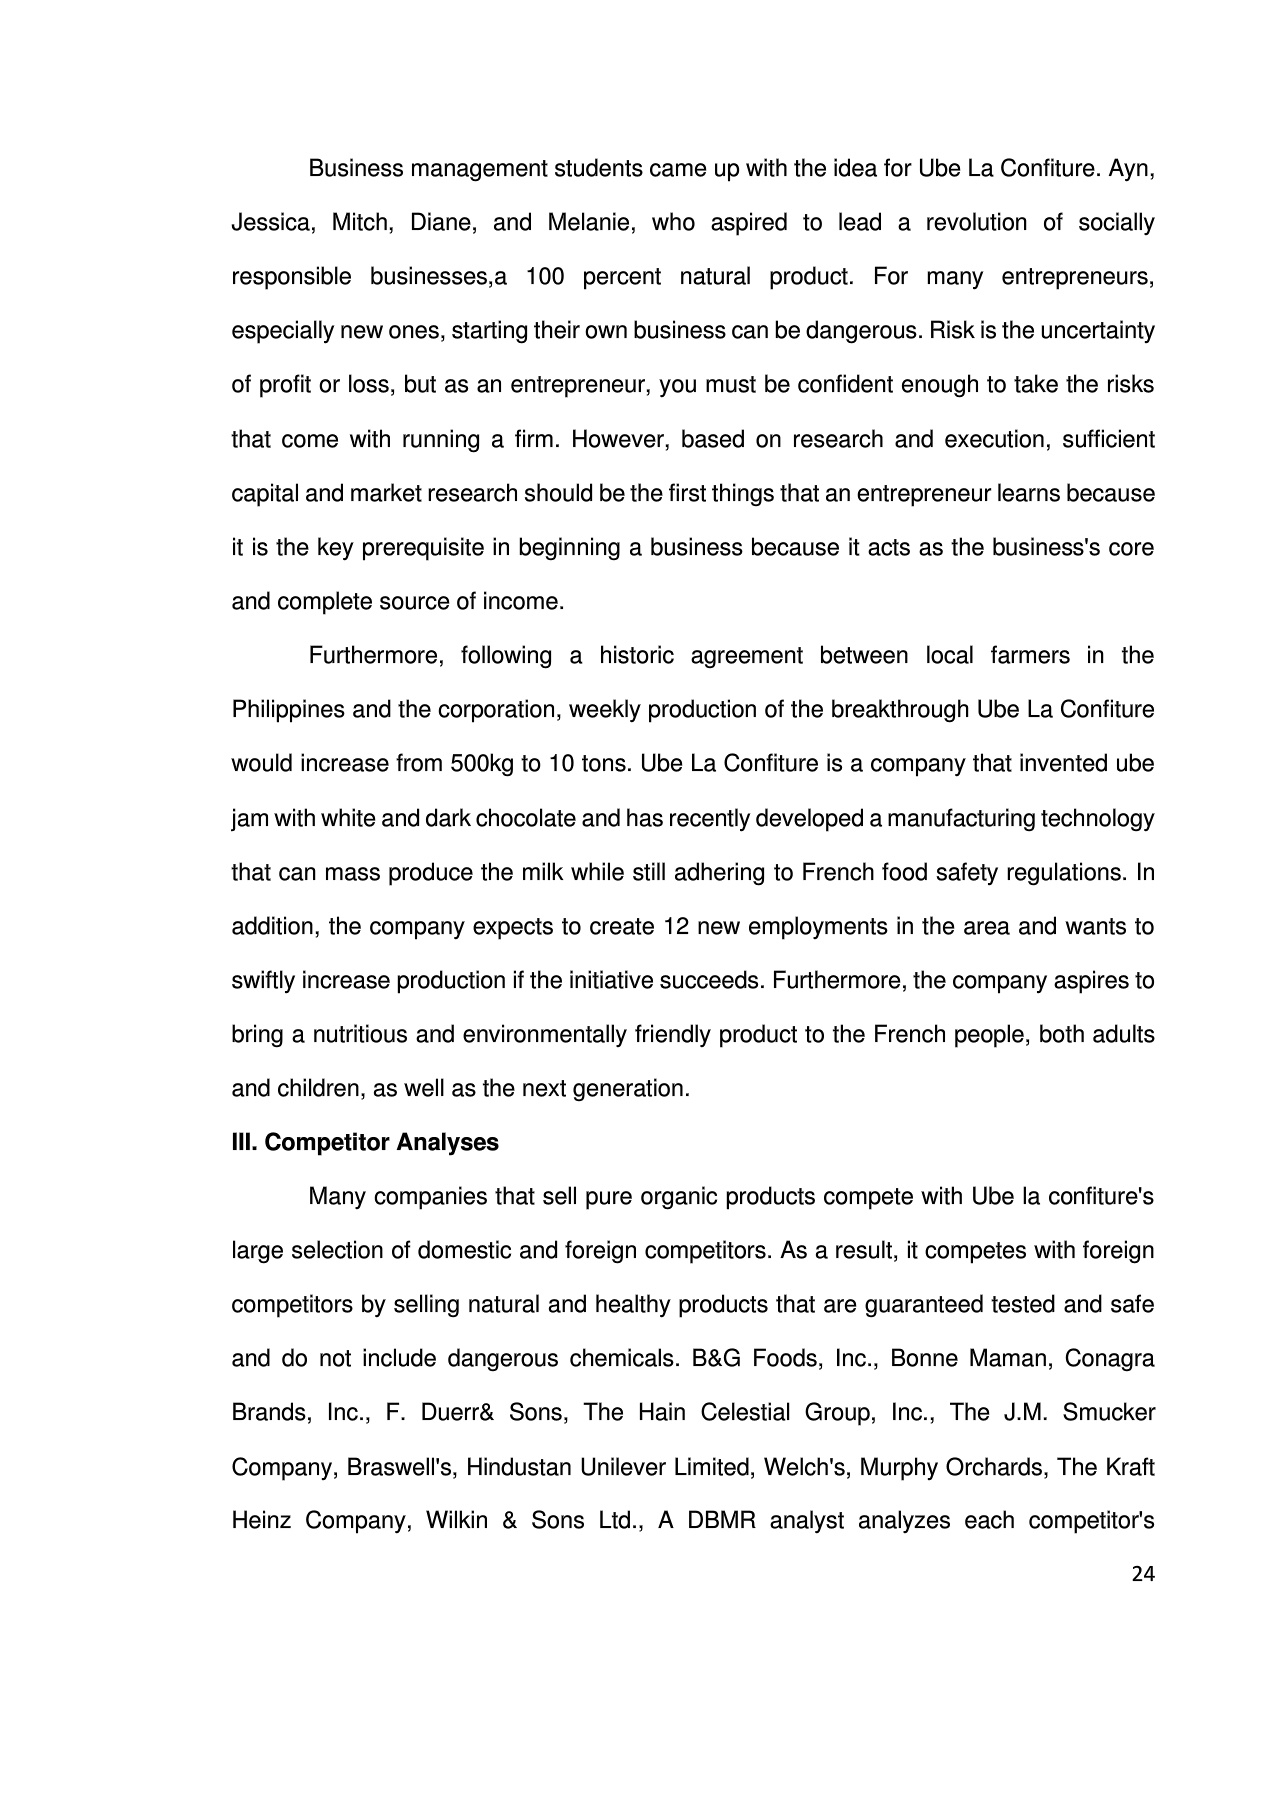 Business management students came up with the idea for Ube La Confiture. Ayn,
Jessica, Mitch, Diane, and Melanie, who aspired to lead a revolution of socially
responsible businesses,a 100 percent natural product. For many entrepreneurs,
especially new ones, starting their own business can be dangerous. Risk is the uncertainty
of profit or loss, but as an entrepreneur, you must be confident enough to take the risks
that come with running a firm. However, based on research and execution, sufficient
capital and market research should be the first things that an entrepreneur learns because
it is the key prerequisite in beginning a business because it acts as the business's core
and complete source of income.
Furthermore, following a historic agreement between local farmers in the
Philippines and the corporation, weekly production of the breakthrough Ube La Confiture
would increase from 500kg to 10 tons. Ube La Confiture is a company that invented ube
jam with white and dark chocolate and has recently developed a manufacturing technology
that can mass produce the milk while still adhering to French food safety regulations. In
addition, the company expects to create 12 new employments in the area and wants to
swiftly increase production if the initiative succeeds. Furthermore, the company aspires to
bring a nutritious and environmentally friendly product to the French people, both adults
and children, as well as the next generation.
III. Competitor Analyses
Many companies that sell pure organic products compete with Ube la confiture's
large selection of domestic and foreign competitors. As a result, it competes with foreign
competitors by selling natural and healthy products that are guaranteed tested and safe
and do not include dangerous chemicals. B&G Foods, Inc., Bonne Maman, Conagra
Brands, Inc., F. Duerr& Sons, The Hain Celestial Group, Inc., The J.M. Smucker
Company, Braswell's, Hindustan Unilever Limited, Welch's, Murphy Orchards, The Kraft
Heinz Company, Wilkin & Sons Ltd., A DBMR analyst analyzes each competitor's
24